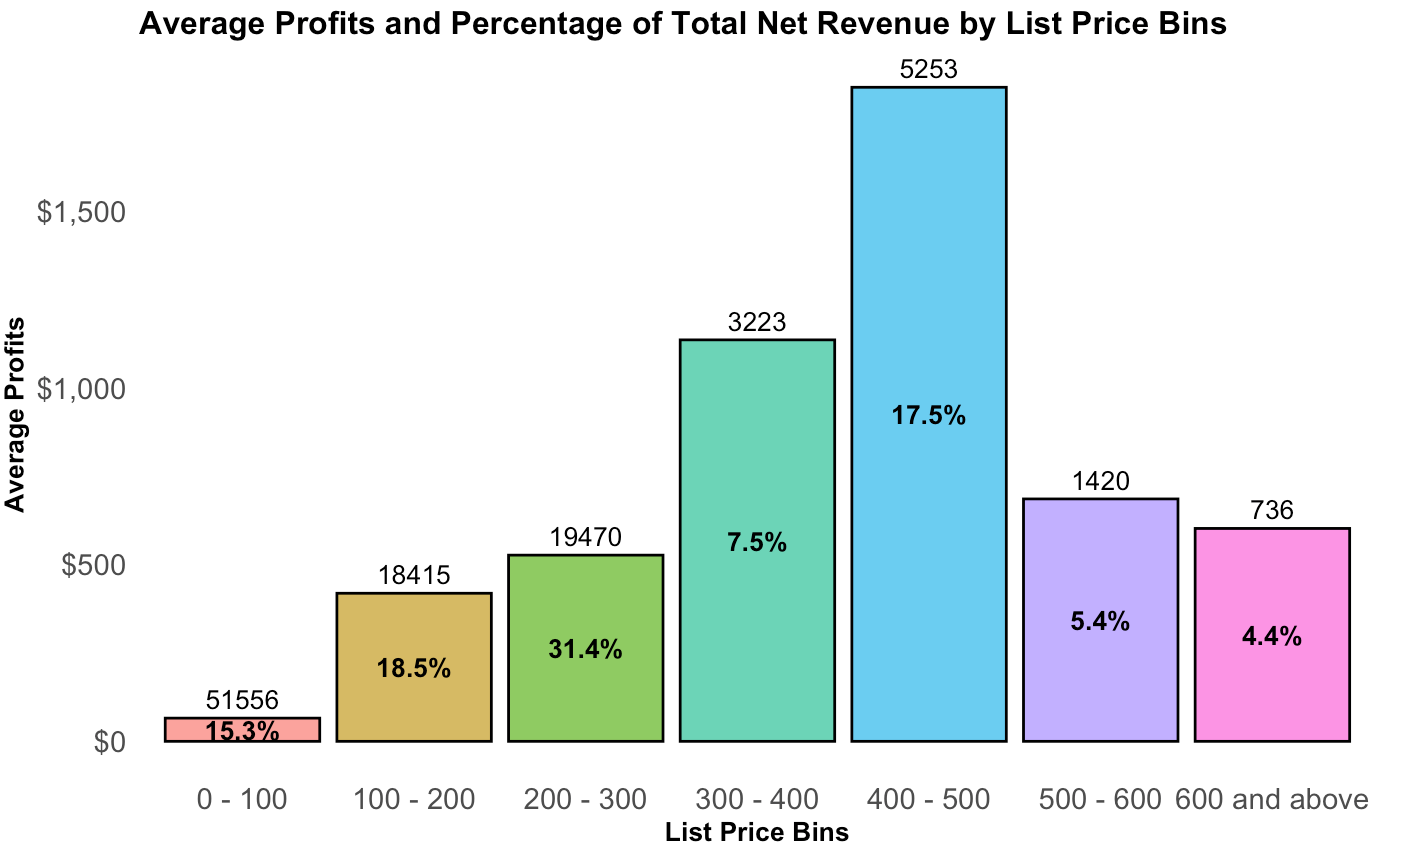 Average Profits and Percentage of Total Net Revenue by List Price Bins
5253
$1,500
3223
$1,000
17.5%
1420
736
19470
7.5%
$500
18415
5.4%
4.4%
31.4%
18.5%
51556
15.3%
$0
Average Profits
0 - 100
100 - 200
200 - 300
300 - 400
400 - 500
500 - 600
600 and above
List Price Bins